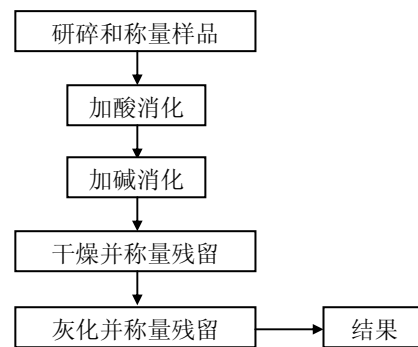 研碎和称量样品
加酸消化
加碱消化
干燥并称量残留
灰化并称量残留
结果